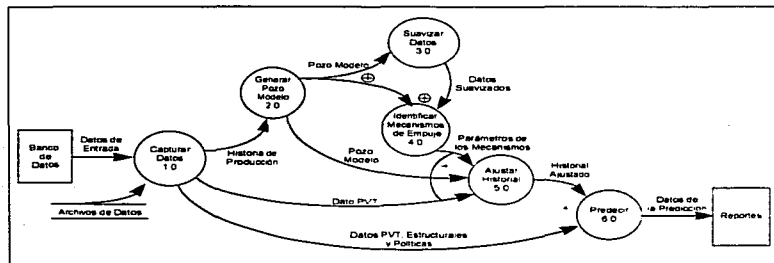 Suavizar
Datos
3.0
Pozo Modelo
Generar
Pozo
Modelo
2.0
Datos
Suavizados
Identificar
Mecanismos
de Empuje
4.0
Banco
de
Datos
Datos de
Entrada
Capturar
Datos
1.0
Historia de
Producción
Pozo
Modelo
Parámetros de
los Mecanismos
Ajustar
Historial
5.0
Historial
Ajustado
Archivos de Datos
Dato PVT
Predecir
6.0
Datos de
la Predicción
Reportes
Datos PVT, Estructurales
y Políticas